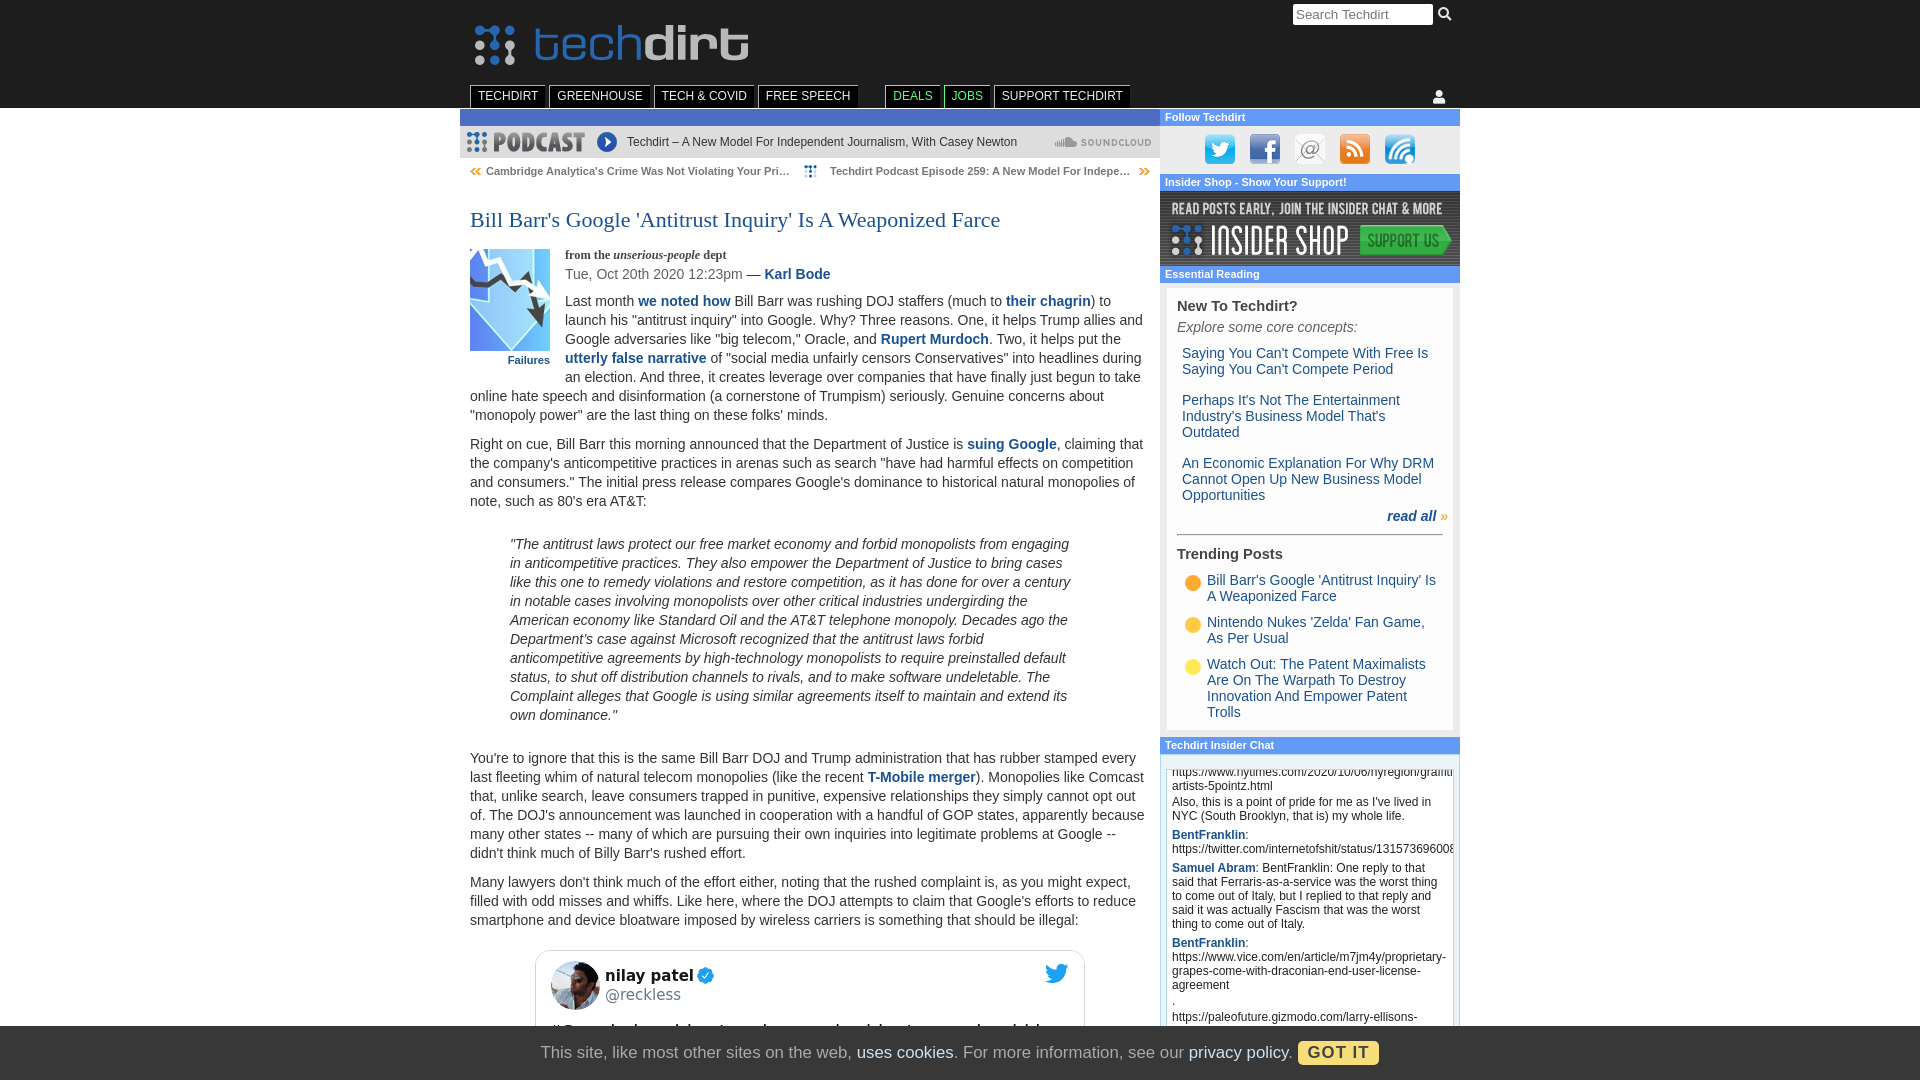 Search Techdirt
techdirt
TECHDIRT GREENHOUSE TECH & COVID FREE SPEECH DEALS JOBS SUPPORT TECHDIRT
PODCAST Techdirt – A New Model For Independent Journalism, With Casey Newton SOUNDCLOUD
Cambridge Analytica's Crime Was Not Violating Your Pri… Techdirt Podcast Episode 259: A New Model For Indepe…
Bill Barr's Google 'Antitrust Inquiry' Is A Weaponized Farce
Failures
from the unserious-people dept
Tue, Oct 20th 2020 12:23pm — Karl Bode
Last month we noted how Bill Barr was rushing DOJ staffers (much to their chagrin) to
launch his "antitrust inquiry" into Google. Why? Three reasons. One, it helps Trump allies and
Google adversaries like "big telecom," Oracle, and Rupert Murdoch. Two, it helps put the
utterly false narrative of "social media unfairly censors Conservatives" into headlines during
an election. And three, it creates leverage over companies that have finally just begun to take
online hate speech and disinformation (a cornerstone of Trumpism) seriously. Genuine concerns about
"monopoly power" are the last thing on these folks' minds.
Right on cue, Bill Barr this morning announced that the Department of Justice is suing Google, claiming that
the company's anticompetitive practices in arenas such as search "have had harmful effects on competition
and consumers." The initial press release compares Google's dominance to historical natural monopolies of
note, such as 80's era AT&T:
"The antitrust laws protect our free market economy and forbid monopolists from engaging
in anticompetitive practices. They also empower the Department of Justice to bring cases
like this one to remedy violations and restore competition, as it has done for over a century
in notable cases involving monopolists over other critical industries undergirding the
American economy like Standard Oil and the AT&T telephone monopoly. Decades ago the
Department's case against Microsoft recognized that the antitrust laws forbid
anticompetitive agreements by high-technology monopolists to require preinstalled default
status, to shut off distribution channels to rivals, and to make software undeletable. The
Complaint alleges that Google is using similar agreements itself to maintain and extend its
own dominance."
You're to ignore that this is the same Bill Barr DOJ and Trump administration that has rubber stamped every
last fleeting whim of natural telecom monopolies (like the recent T-Mobile merger). Monopolies like Comcast
that, unlike search, leave consumers trapped in punitive, expensive relationships they simply cannot opt out
of. The DOJ's announcement was launched in cooperation with a handful of GOP states, apparently because
many other states -- many of which are pursuing their own inquiries into legitimate problems at Google --
didn't think much of Billy Barr's rushed effort.
Many lawyers don't think much of the effort either, noting that the rushed complaint is, as you might expect,
filled with odd misses and whiffs. Like here, where the DOJ attempts to claim that Google's efforts to reduce
smartphone and device bloatware imposed by wireless carriers is something that should be illegal:
nilay patel
@reckless
Follow Techdirt
Insider Shop - Show Your Support!
READ POSTS EARLY, JOIN THE INSIDER CHAT & MORE
INSIDER SHOP SUPPORT US
Essential Reading
New To Techdirt?
Explore some core concepts:
Saying You Can't Compete With Free Is
Saying You Can't Compete Period
Perhaps It's Not The Entertainment
Industry's Business Model That's
Outdated
An Economic Explanation For Why DRM
Cannot Open Up New Business Model
Opportunities
read all »
Trending Posts
Bill Barr's Google 'Antitrust Inquiry' Is
A Weaponized Farce
Nintendo Nukes 'Zelda' Fan Game,
As Per Usual
Watch Out: The Patent Maximalists
Are On The Warpath To Destroy
Innovation And Empower Patent
Trolls
Techdirt Insider Chat
https://www.nytimes.com/2020/10/06/nyregion/graffiti
artists-5pointz.html
Also, this is a point of pride for me as I've lived in
NYC (South Brooklyn, that is) my whole life.
BentFranklin:
https://twitter.com/internetofshit/status/131573696008
Samuel Abram: BentFranklin: One reply to that
said that Ferraris-as-a-service was the worst thing
to come out of Italy, but I replied to that reply and
said it was actually Fascism that was the worst
thing to come out of Italy.
BentFranklin:
https://www.vice.com/en/article/m7jm4y/proprietary-
grapes-come-with-draconian-end-user-license-
agreement
.
https://paleofuture.gizmodo.com/larry-ellisons-
This site, like most other sites on the web, uses cookies. For more information, see our privacy policy. GOT IT